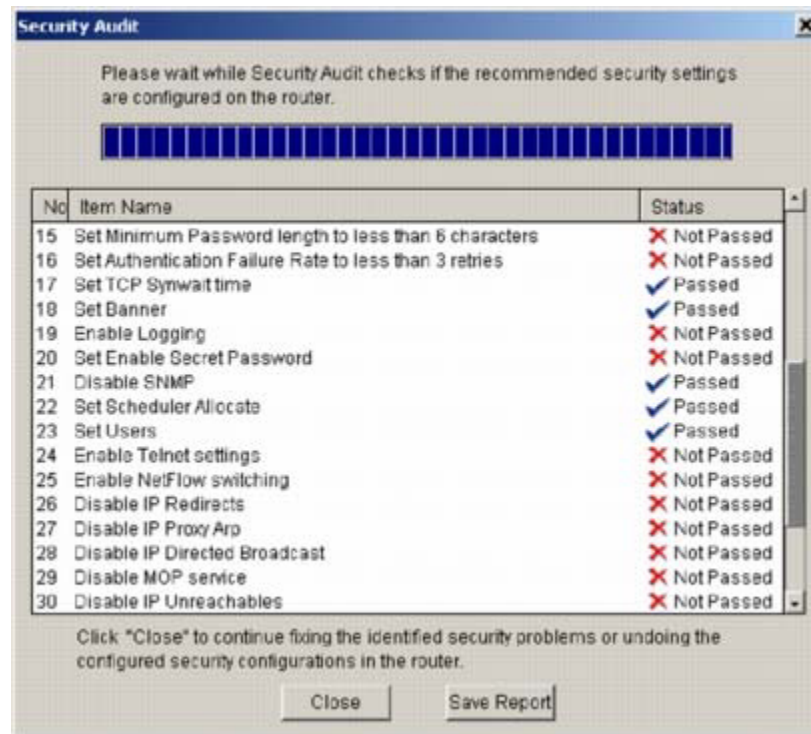 Security Audit
Please wait while Security Audit checks if the recommended security settings
are configured on the router.
No Item Name Status
15 Set Minimum Password length to less than 6 characters Not Passed
16 Set Authentication Failure Rate to less than 3 retries Not Passed
17 Set TCP Synwait time Passed
18 Set Banner Passed
19 Enable Logging Not Passed
20 Set Enable Secret Password Not Passed
21 Disable SNMP Passed
22 Set Scheduler Allocate Passed
23 Set Users Passed
24 Enable Telnet settings Not Passed
25 Enable NetFlow switching Not Passed
26 Disable IP Redirects Not Passed
27 Disable IP Proxy Arp Not Passed
28 Disable IP Directed Broadcast Not Passed
29 Disable MOP service Not Passed
30 Disable IP Unreachables Not Passed
Click "Close" to continue fixing the identified security problems or undoing the
configured security configurations in the router.
Close Save Report